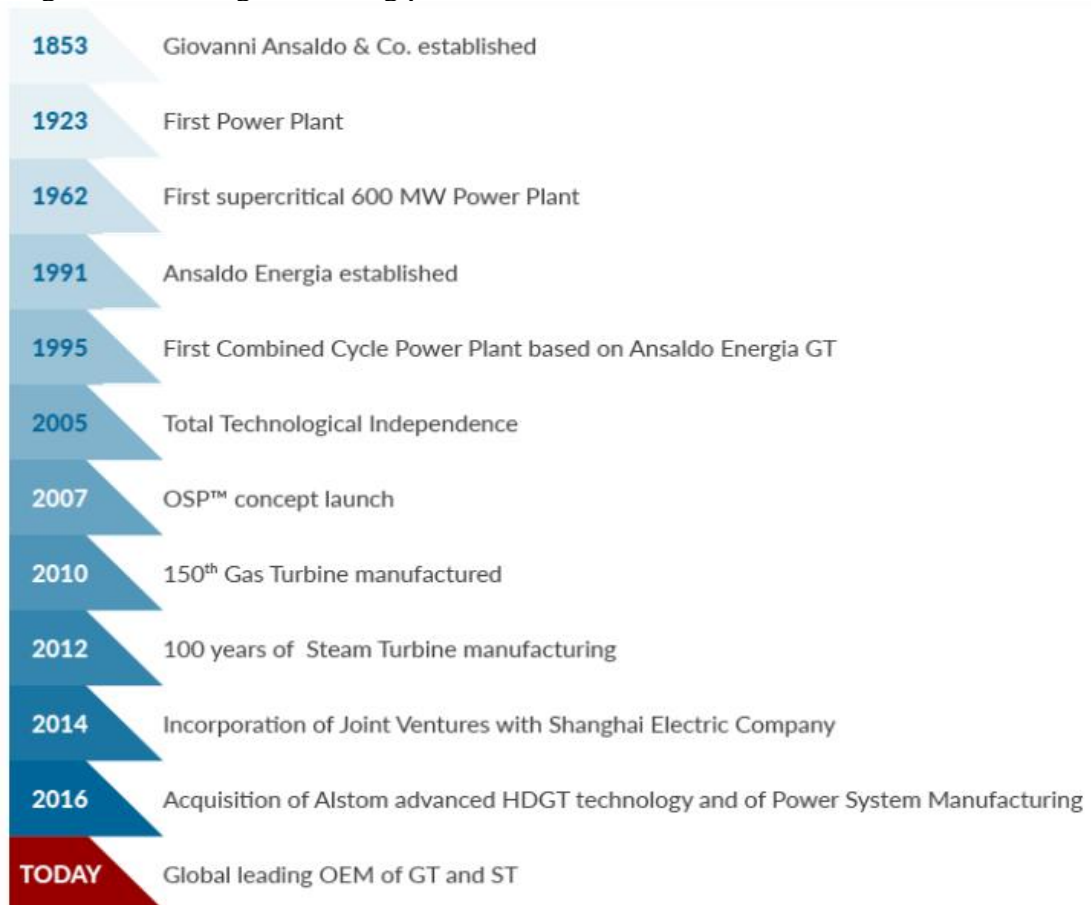 1853 Giovanni Ansaldo & Co. established
1923 First Power Plant
1962 First supercritical 600 MW Power Plant
1991 Ansaldo Energia established
1995 First Combined Cycle Power Plant based on Ansaldo Energia GT
2005 Total Technological Independence
2007 OSP™ concept launch
2010 150th Gas Turbine manufactured
2012 100 years of Steam Turbine manufacturing
2014 Incorporation of Joint Ventures with Shanghai Electric Company
2016 Acquisition of Alstom advanced HDGT technology and of Power System Manufacturing
TODAY Global leading OEM of GT and ST